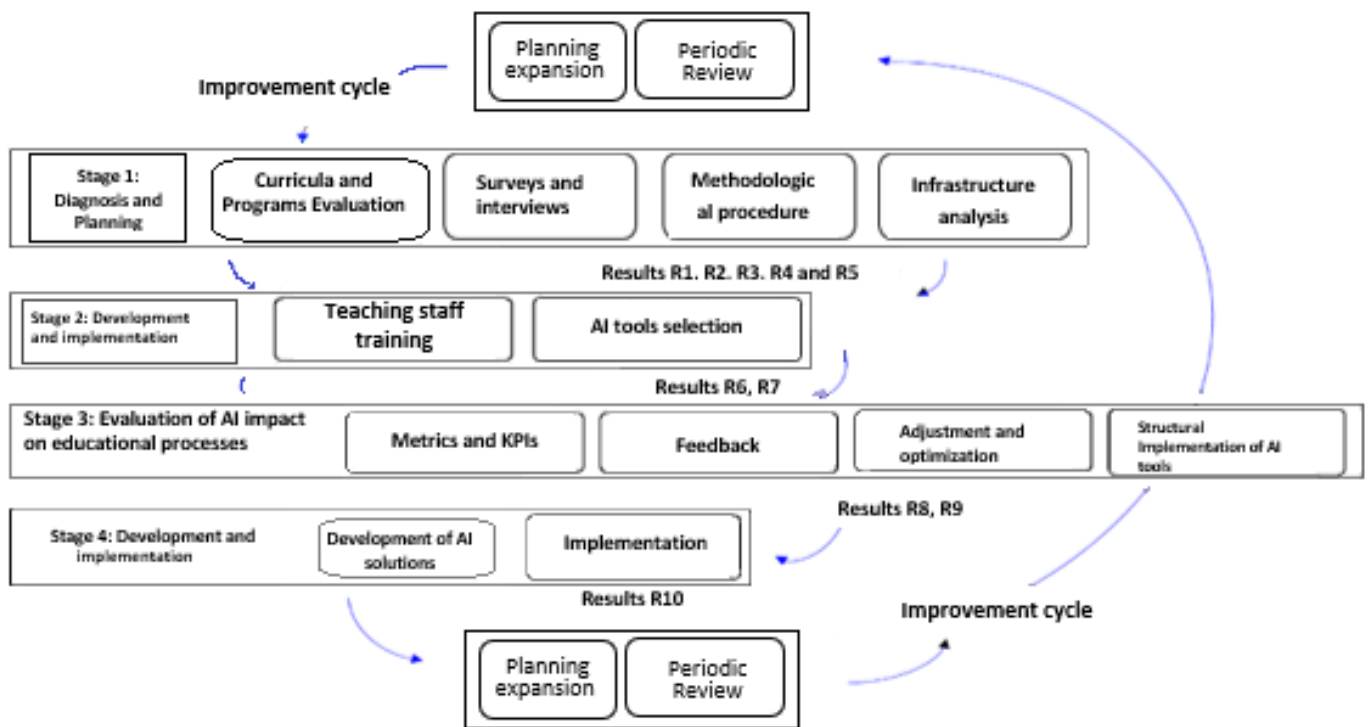 Planning
expansion
Periodic
Review
Improvement cycle
Stage 1:
Diagnosis and
Planning
Curricula and
Programs Evaluation
Surveys and
interviews
Methodologic
al procedure
Infrastructure
analysis
Results R1. R2. R3. R4 and R5
Stage 2: Development
and implementation
Teaching staff
training
AI tools selection
Results R6, R7
Stage 3: Evaluation of AI impact
on educational processes
Metrics and KPIs
Feedback
Adjustment and
optimization
Structural
Implementation of AI
tools
Results R8, R9
Stage 4: Development and
implementation
Development of AI
solutions
Implementation
Results R10
Improvement cycle
Planning
expansion
Periodic
Review